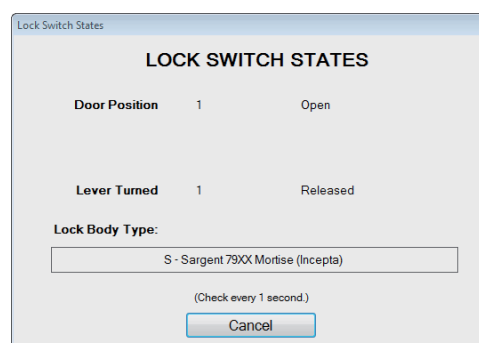 Lock Switch States
LOCK SWITCH STATES
Door Position 1 Open
Lever Turned 1 Released
Lock Body Type:
S - Sargent 79XX Mortise (Incepta)
(Check every 1 second.)
Cancel